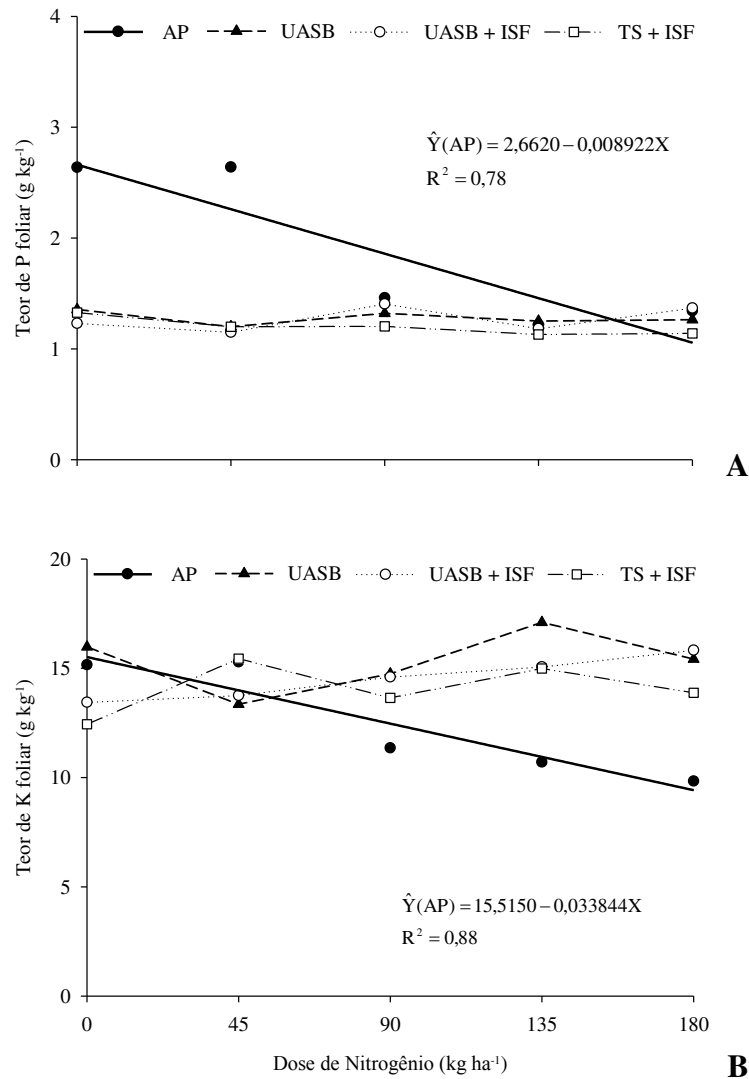 4
AP UASB UASB + ISF TS + ISF
3
Ŷ(AP) = 2,6620 − 0,008922X
R² = 0,78
Teor de P foliar (g kg⁻¹)
2
1
0
A
20
AP UASB UASB + ISF TS + ISF
15
Teor de K foliar (g kg⁻¹)
10
5
Ŷ(AP) = 15,5150 − 0,033844X
R² = 0,88
0
0 45 90 135 180
Dose de Nitrogênio (kg ha⁻¹)
B